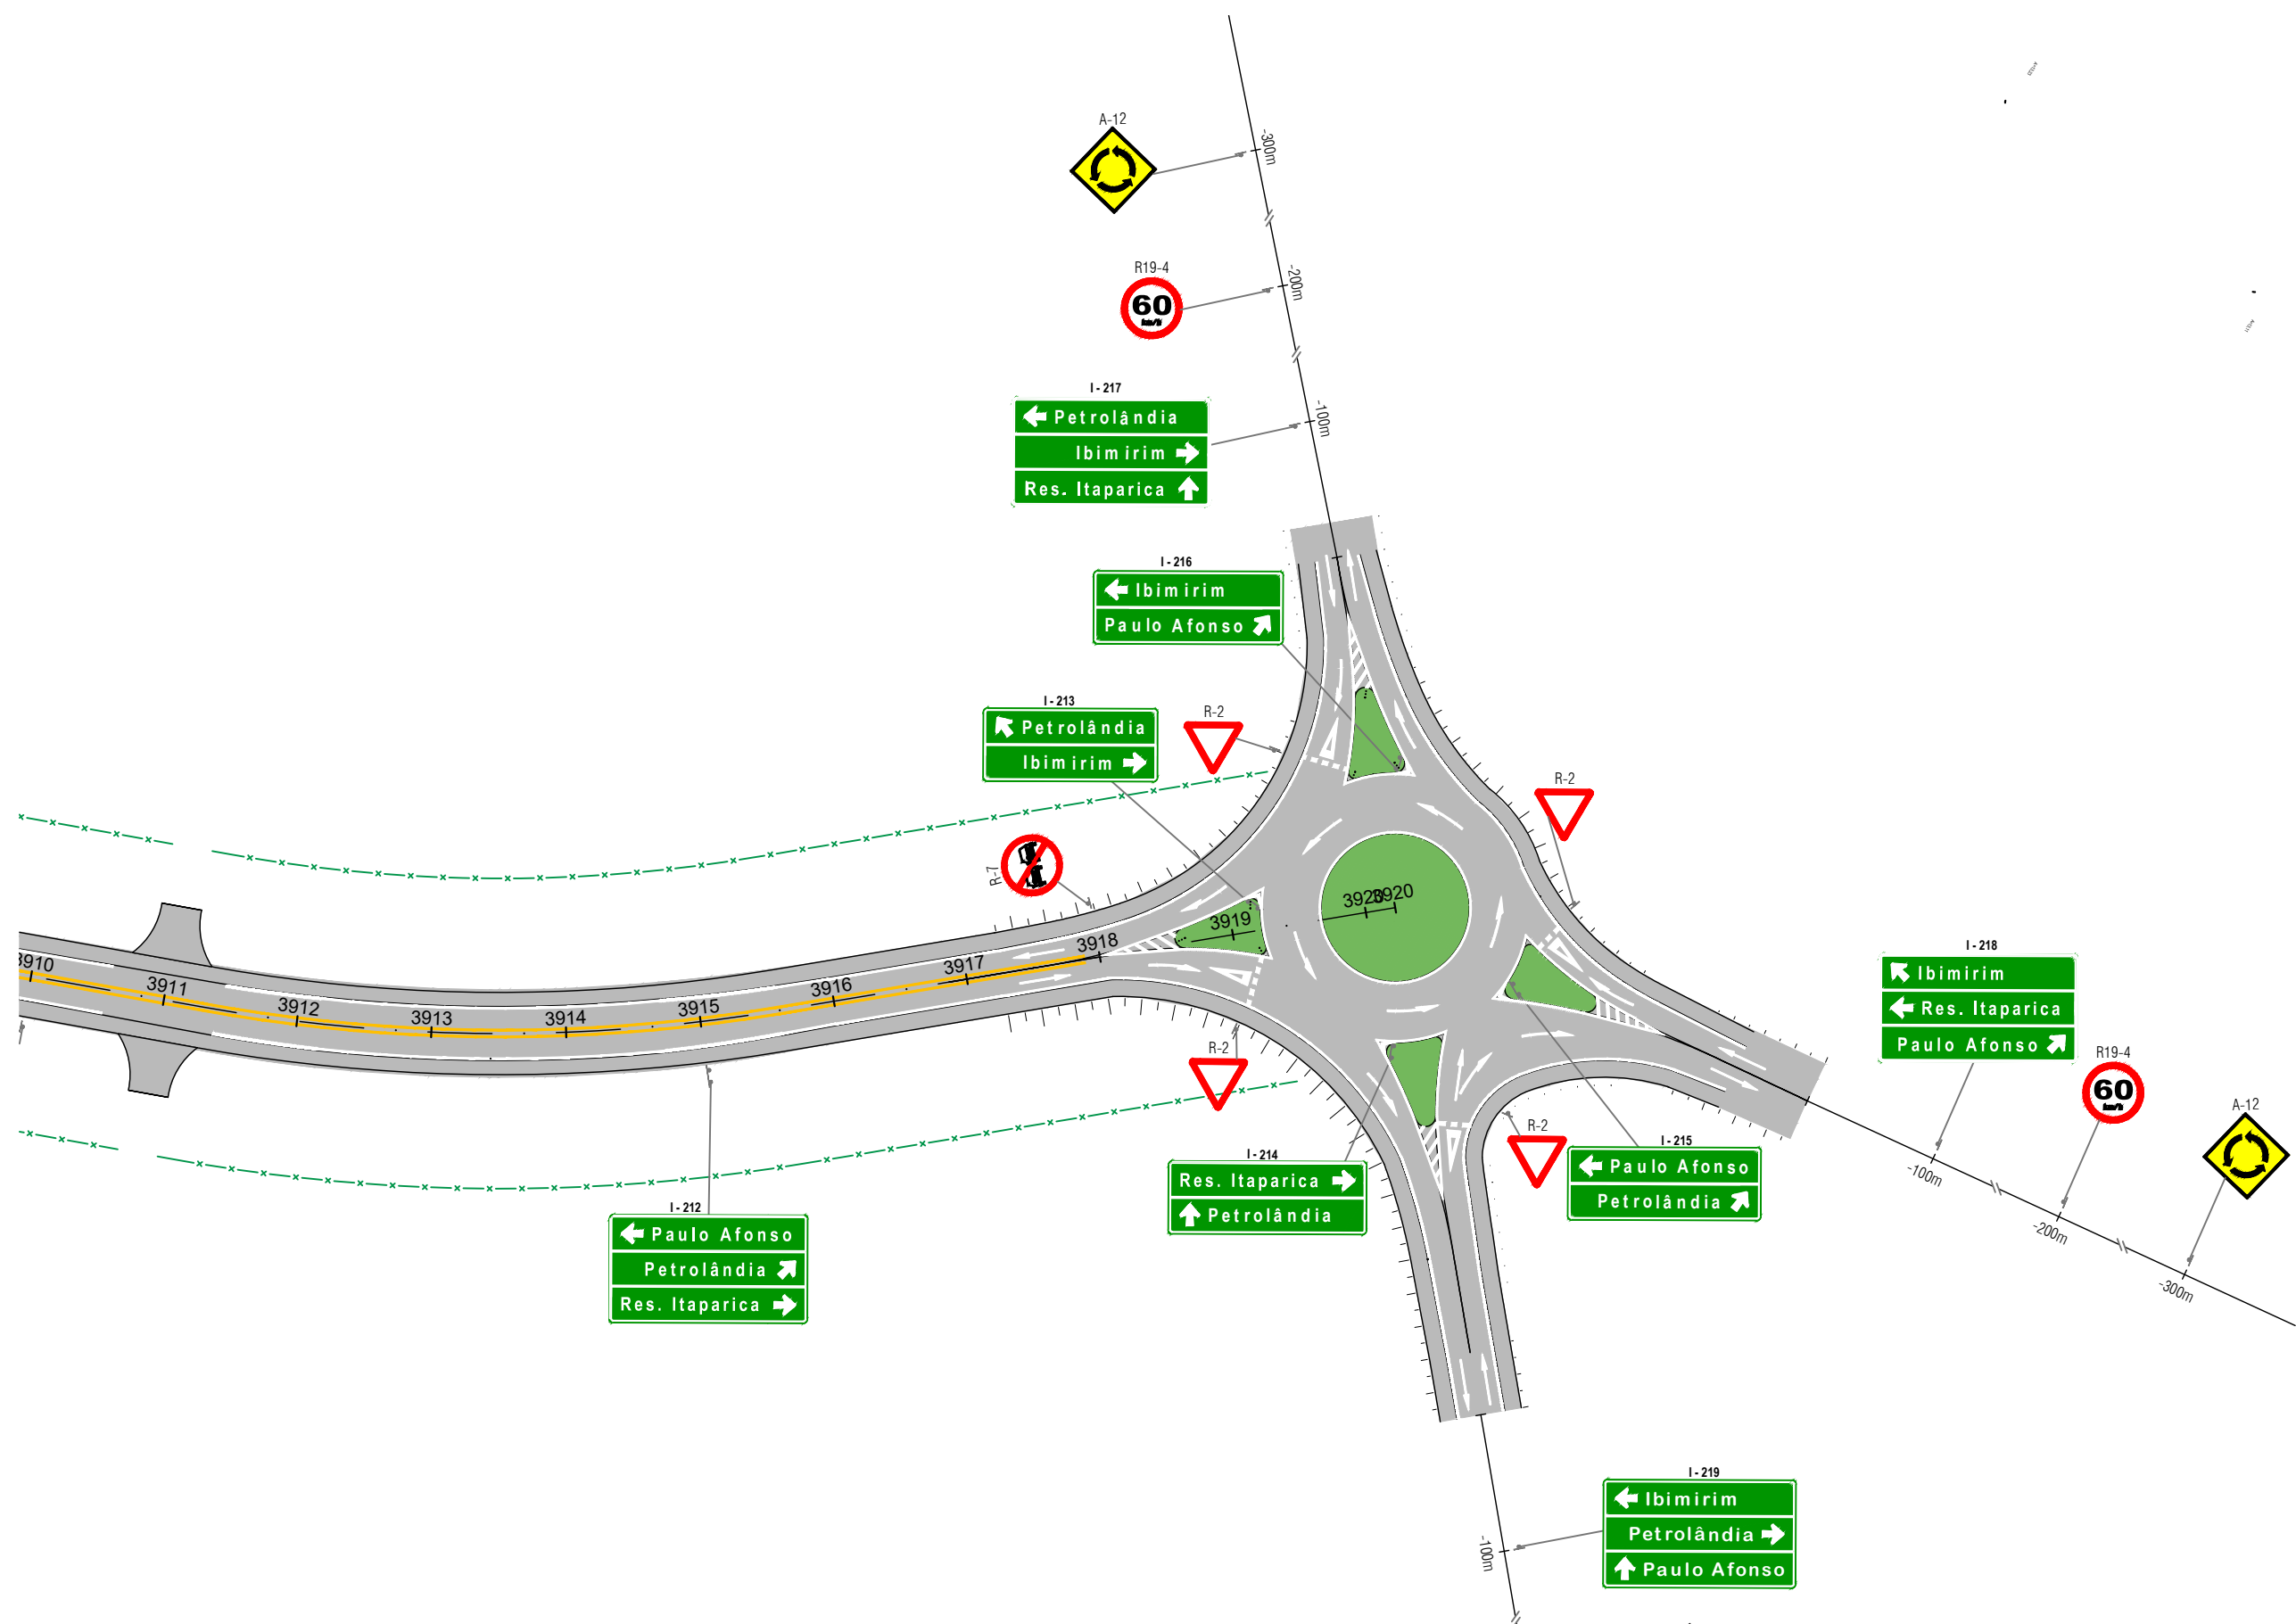 A-12
-300m
R19-4
60
km/h
-200m
I - 217
Petrolândia
Ibimirim
Res. Itaparica
-100m
I - 216
Ibimirim
Paulo Afonso
I - 213
Petrolândia
Ibimirim
R-2
R-2
R-7
3920
3920
3919
3918
3917
3916
3915
3914
3913
3912
3911
3910
I - 218
Ibimirim
Res. Itaparica
Paulo Afonso
R19-4
60
km/h
A-12
R-2
R-2
I - 215
Paulo Afonso
Petrolândia
I - 214
Res. Itaparica
Petrolândia
-100m
-200m
-300m
I - 212
Paulo Afonso
Petrolândia
Res. Itaparica
I - 219
Ibimirim
Petrolândia
Paulo Afonso
-100m